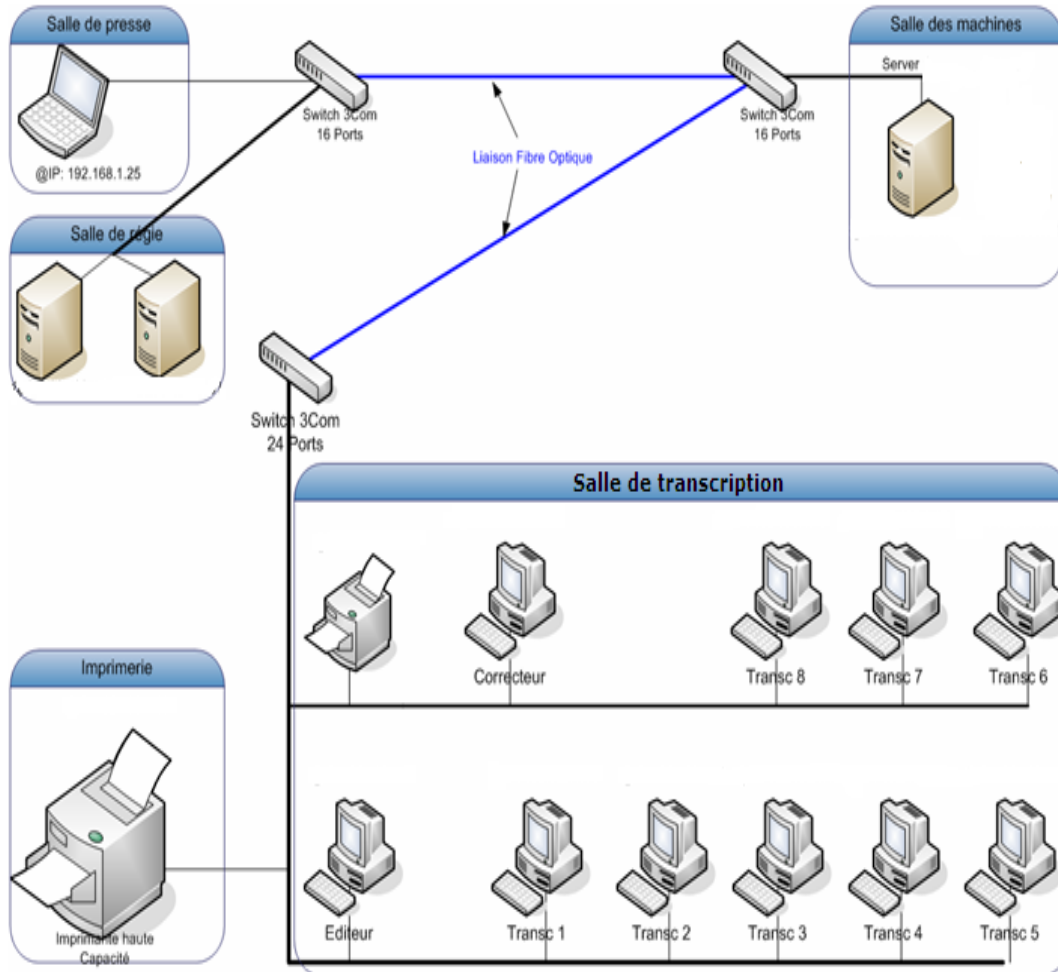 Salle de presse
Salle des machines
Server
Switch 3Com
16 Ports
Switch 3Com
16 Ports
@IP: 192.168.1.25
Liaison Fibre Optique
Salle de régie
Switch 3Com
24 Ports
Salle de transcription
Correcteur
Transc 8
Transc 7
Transc 6
Imprimerie
Imprimante haute
Capacité
Editeur
Transc 1
Transc 2
Transc 3
Transc 4
Transc 5